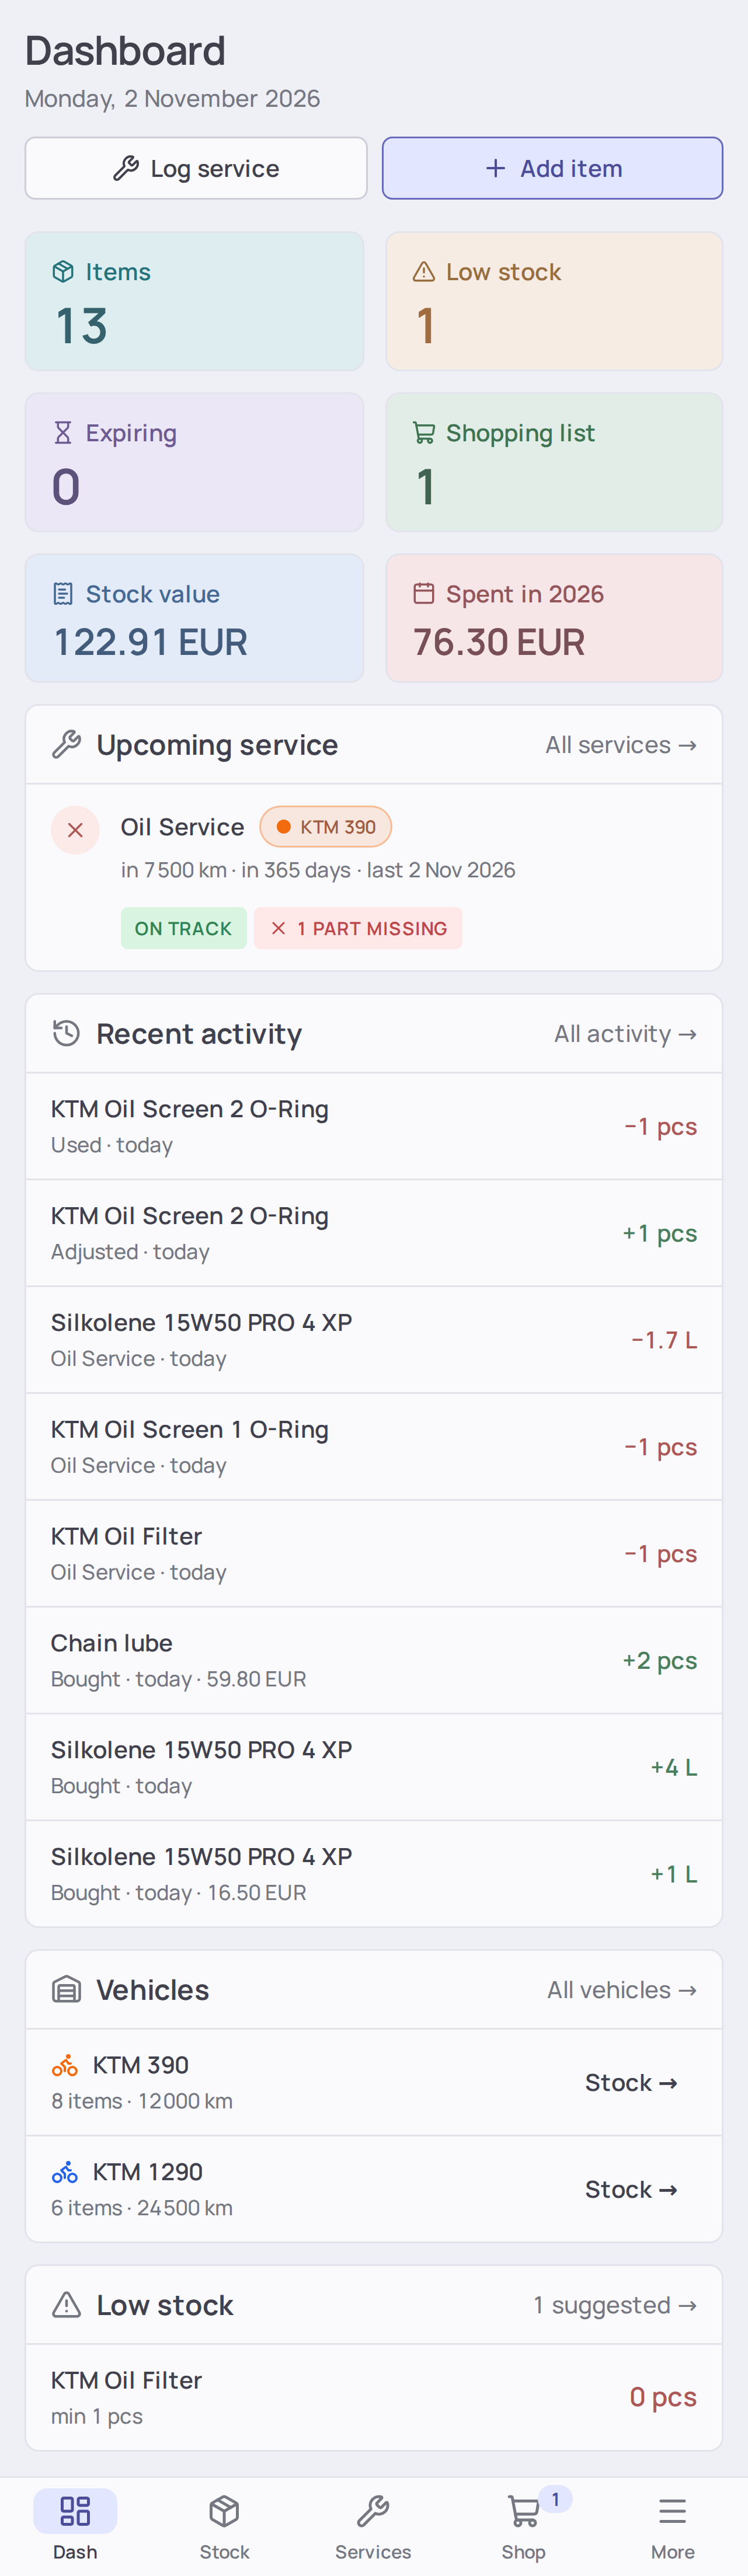 Dashboard
Monday, 2 November 2026
Log service
Add item
Items
13
Low stock
1
Expiring
0
Shopping list
1
Stock value
122.91 EUR
Spent in 2026
76.30 EUR
Upcoming service
All services →
Oil Service
KTM 390
in 7 500 km · in 365 days · last 2 Nov 2026
ON TRACK
1 PART MISSING
Recent activity
All activity →
KTM Oil Screen 2 O-Ring
Used · today
−1 pcs
KTM Oil Screen 2 O-Ring
Adjusted · today
+1 pcs
Silkolene 15W50 PRO 4 XP
Oil Service · today
−1.7 L
KTM Oil Screen 1 O-Ring
Oil Service · today
−1 pcs
KTM Oil Filter
Oil Service · today
−1 pcs
Chain lube
Bought · today · 59.80 EUR
+2 pcs
Silkolene 15W50 PRO 4 XP
Bought · today
+4 L
Silkolene 15W50 PRO 4 XP
Bought · today · 16.50 EUR
+1 L
Vehicles
All vehicles →
KTM 390
8 items · 12 000 km
Stock →
KTM 1290
6 items · 24 500 km
Stock →
Low stock
1 suggested →
KTM Oil Filter
min 1 pcs
0 pcs
1
Dash
Stock
Services
Shop
More